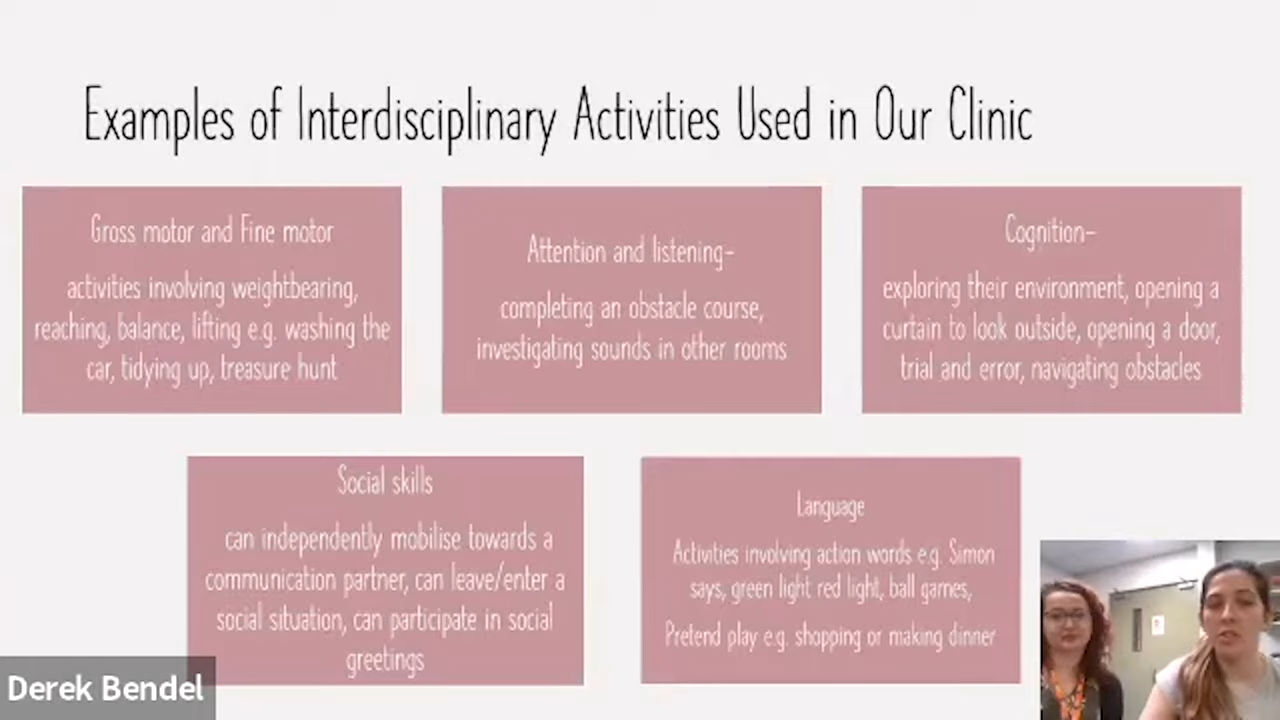 Examples of Interdisciplinary Activities Used in Our Clinic
Gross motor and Fine motor
activities involving weightbearing,
reaching, balance, lifting e.g. washing the
car, tidying up, treasure hunt
Attention and listening-
completing an obstacle course,
investigating sounds in other rooms
Cognition-
exploring their environment, opening a
curtain to look outside, opening a door,
trial and error, navigating obstacles
Social skills
can independently mobilise towards a
communication partner, can leave/enter a
social situation, can participate in social
greetings
Language
Activities involving action words e.g. Simon
says, green light red light, ball games,
Pretend play e.g. shopping or making dinner
Derek Bendel